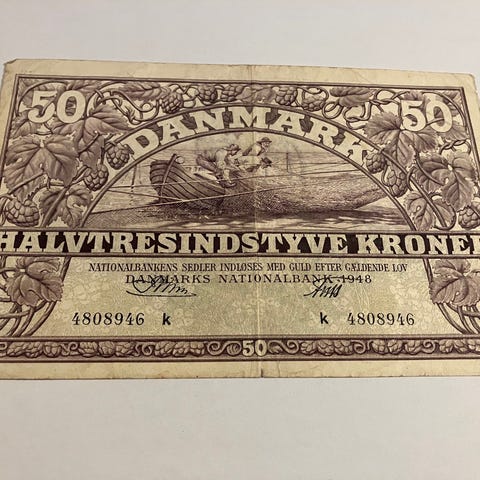 50 50
DANMARK
HALVTRESINDSTYVE KRONER
NATIONALBANKENS SEDLER INDLØSES MED GULD EFTER GÆLDENDE LOV
DANMARKS NATIONALBANK 1948
4808946 k k 4808946
50